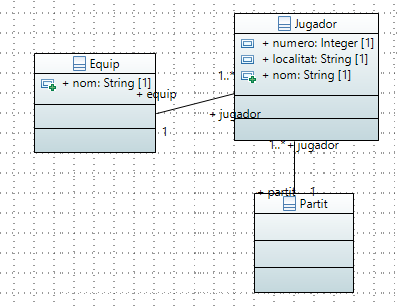 Jugador
+ numero: Integer [1]
+ localitat: String [1]
+ nom: String [1]
Equip
+ nom: String [1]
1..*
+ equip
+ jugador
1
1..*
+ jugador
+ partit
1
Partit